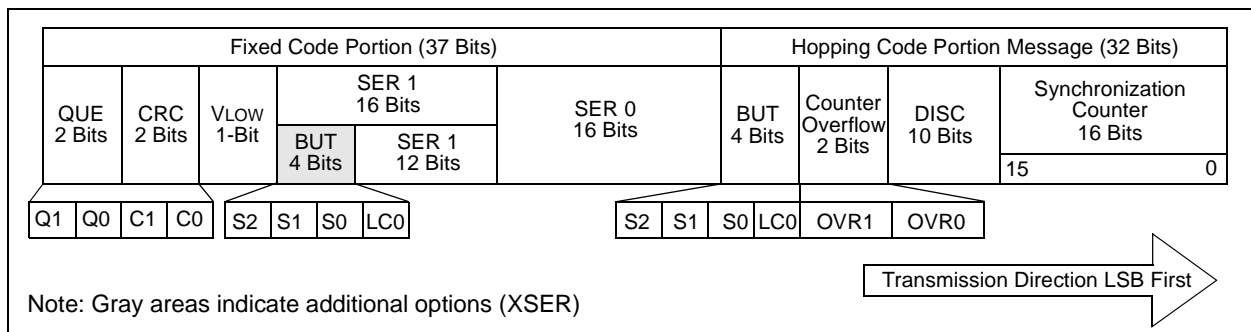 Fixed Code Portion (37 Bits)
Hopping Code Portion Message (32 Bits)
QUE
2 Bits
CRC
2 Bits
VLOW
1-Bit
SER 1
16 Bits
BUT
4 Bits
SER 1
12 Bits
SER 0
16 Bits
BUT
4 Bits
Counter
Overflow
2 Bits
DISC
10 Bits
Synchronization
Counter
16 Bits
15 0
Q1 Q0 C1 C0
S2 S1 S0 LC0
S2 S1 S0 LC0 OVR1 OVR0
Transmission Direction LSB First
Note: Gray areas indicate additional options (XSER)